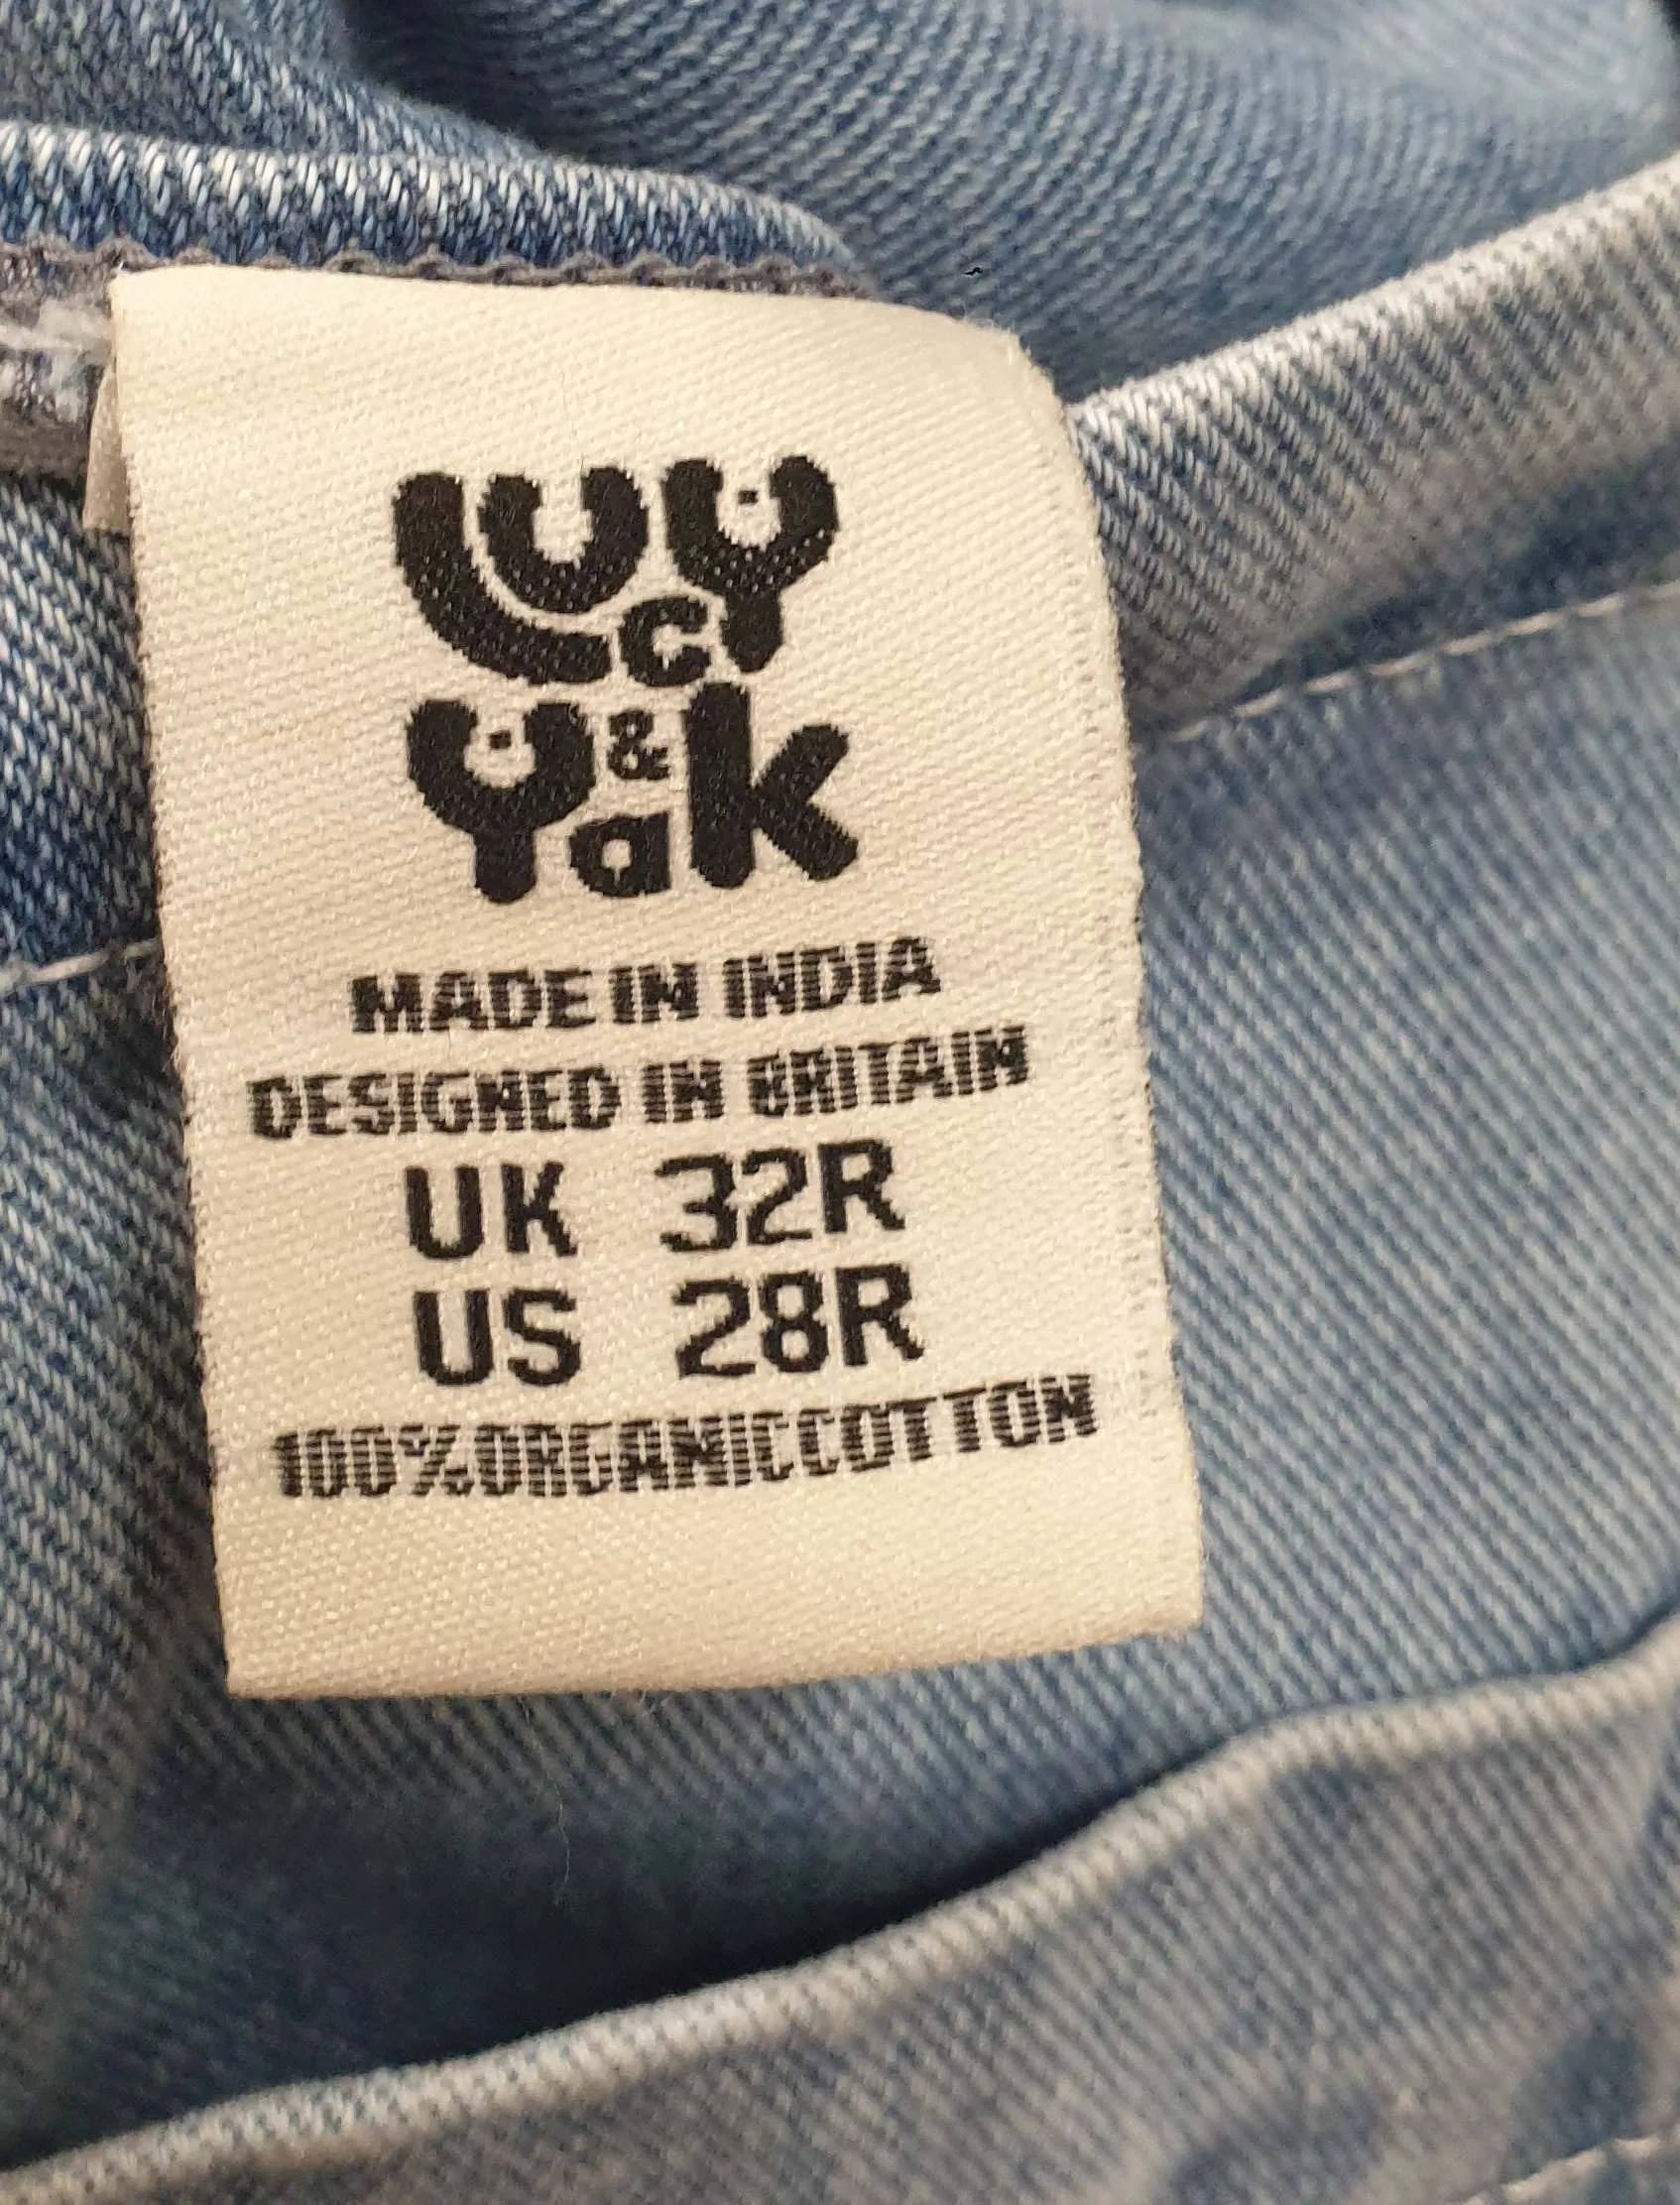 Lucy
& Yak
MADE IN INDIA
DESIGNED IN BRITAIN
UK 32R
US 28R
100%ORGANICCOTTON